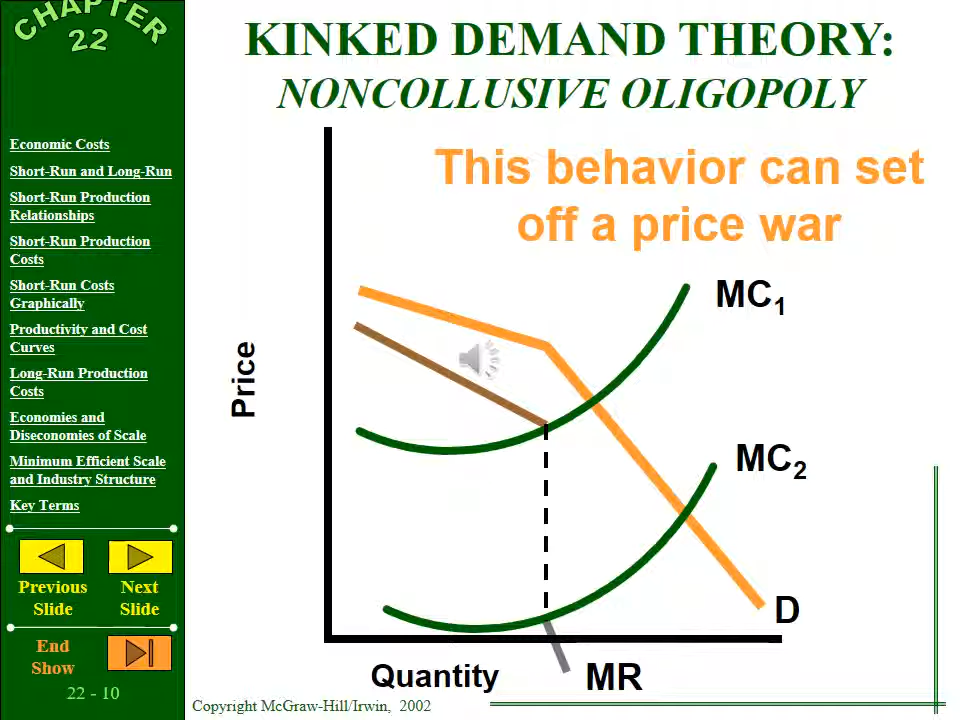 CHAPTER
22
KINKED DEMAND THEORY:
NONCOLLUSIVE OLIGOPOLY
Economic Costs
Short-Run and Long-Run
Short-Run Production
Relationships
Short-Run Production
Costs
Short-Run Costs
Graphically
Productivity and Cost
Curves
Long-Run Production
Costs
Economies and
Diseconomies of Scale
Minimum Efficient Scale
and Industry Structure
Key Terms
Previous
Slide
Next
Slide
End
Show
22 - 10
This behavior can set
off a price war
MC1
Price
MC2
D
Quantity
MR
Copyright McGraw-Hill/Irwin, 2002